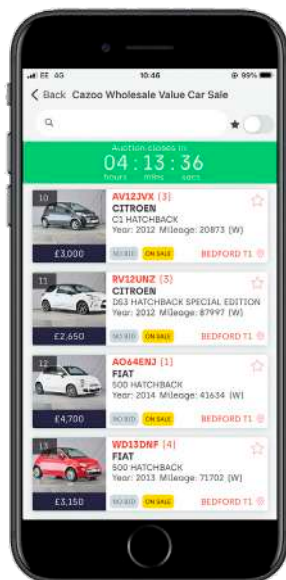 EE 4G 10:46 99%
Back Cazoo Wholesale Value Car Sale
Auction closes in
04 : 13 : 36
hours mins secs
10
AV12JVX (3)
CITROEN
C1 HATCHBACK
Year: 2012 Mileage: 20873 (W)
£3,000 NO BID ON SALE BEDFORD T1
11
RV12UNZ (3)
CITROEN
DS3 HATCHBACK SPECIAL EDITION
Year: 2012 Mileage: 87997 (W)
£2,650 NO BID ON SALE BEDFORD T1
12
AO64ENJ (1)
FIAT
500 HATCHBACK
Year: 2014 Mileage: 41634 (W)
£4,700 NO BID ON SALE BEDFORD T1
13
WD13DNF (4)
FIAT
500 HATCHBACK
Year: 2013 Mileage: 71702 (W)
£3,150 NO BID ON SALE BEDFORD T1